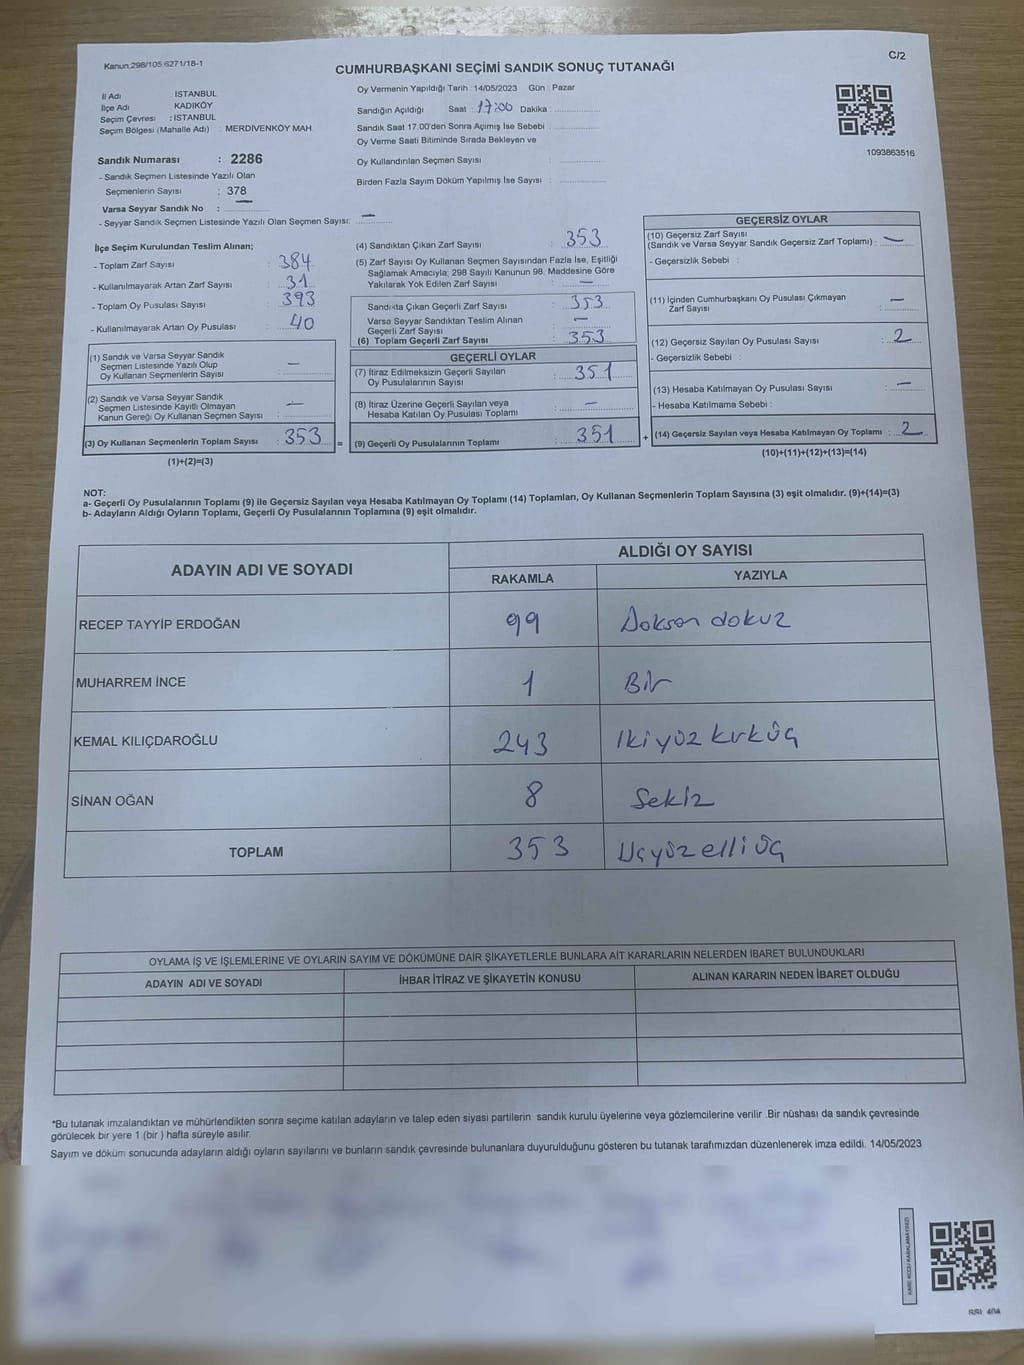 Kanun:298/105 6271/18-1
C/2
CUMHURBAŞKANI SEÇİMİ SANDIK SONUÇ TUTANAĞI
İl Adı İSTANBUL
İlçe Adı KADIKÖY
Seçim Çevresi : İSTANBUL
Seçim Bölgesi (Mahalle Adı) : MERDİVENKÖY MAH
Sandık Numarası : 2286
- Sandık Seçmen Listesinde Yazılı Olan
Seçmenlerin Sayısı : 378
Varsa Seyyar Sandık No : —
- Seyyar Sandık Seçmen Listesinde Yazılı Olan Seçmen Sayısı: —
Oy Vermenin Yapıldığı Tarih : 14/05/2023 Gün : Pazar
Sandığın Açıldığı Saat : 17:00 Dakika :
Sandık Saat 17:00'den Sonra Açımış İse Sebebi :
Oy Verme Saati Bitiminde Sırada Bekleyen ve
Oy Kullandırılan Seçmen Sayısı :
Birden Fazla Sayım Döküm Yapılmış İse Sayısı :
1093863516
İlçe Seçim Kurulundan Teslim Alınan;
- Toplam Zarf Sayısı : 384
- Kullanılmayarak Artan Zarf Sayısı : 31
- Toplam Oy Pusulası Sayısı : 393
- Kullanılmayarak Artan Oy Pusulası : 40
(1) Sandık ve Varsa Seyyar Sandık
Seçmen Listesinde Yazılı Olup
Oy Kullanan Seçmenlerin Sayısı : —
(2) Sandık ve Varsa Seyyar Sandık
Seçmen Listesinde Kayıtlı Olmayan
Kanun Gereği Oy Kullanan Seçmen Sayısı : —
(3) Oy Kullanan Seçmenlerin Toplam Sayısı : 353 =
(1)+(2)=(3)
(4) Sandıktan Çıkan Zarf Sayısı : 353
(5) Zarf Sayısı Oy Kullanan Seçmen Sayısından Fazla İse, Eşitliği
Sağlamak Amacıyla; 298 Sayılı Kanunun 98. Maddesine Göre
Yakılarak Yok Edilen Zarf Sayısı : —
Sandıkta Çıkan Geçerli Zarf Sayısı : 353
Varsa Seyyar Sandıktan Teslim Alınan
Geçerli Zarf Sayısı : —
(6) Toplam Geçerli Zarf Sayısı : 353
GEÇERLİ OYLAR
(7) İtiraz Edilmeksizin Geçerli Sayılan
Oy Pusulalarının Sayısı : 351
(8) İtiraz Üzerine Geçerli Sayılan veya
Hesaba Katılan Oy Pusulası Toplamı : —
(9) Geçerli Oy Pusulalarının Toplamı : 351 +
GEÇERSİZ OYLAR
(10) Geçersiz Zarf Sayısı
(Sandık ve Varsa Seyyar Sandık Geçersiz Zarf Toplamı) : —
- Geçersizlik Sebebi :
(11) İçinden Cumhurbaşkanı Oy Pusulası Çıkmayan
Zarf Sayısı : —
(12) Geçersiz Sayılan Oy Pusulası Sayısı : 2
- Geçersizlik Sebebi :
(13) Hesaba Katılmayan Oy Pusulası Sayısı : —
- Hesaba Katılmama Sebebi :
(14) Geçersiz Sayılan veya Hesaba Katılmayan Oy Toplamı : 2
(10)+(11)+(12)+(13)=(14)
NOT:
a- Geçerli Oy Pusulalarının Toplamı (9) ile Geçersiz Sayılan veya Hesaba Katılmayan Oy Toplamı (14) Toplamları, Oy Kullanan Seçmenlerin Toplam Sayısına (3) eşit olmalıdır. (9)+(14)=(3)
b- Adayların Aldığı Oyların Toplamı, Geçerli Oy Pusulalarının Toplamına (9) eşit olmalıdır.
ADAYIN ADI VE SOYADI
ALDIĞI OY SAYISI
RAKAMLA YAZIYLA
RECEP TAYYİP ERDOĞAN 99 Doksan dokuz
MUHARREM İNCE 1 Bir
KEMAL KILIÇDAROĞLU 243 İkiyüz kırküç
SİNAN OĞAN 8 Sekiz
TOPLAM 353 Üçyüz elli üç
OYLAMA İŞ VE İŞLEMLERİNE VE OYLARIN SAYIM VE DÖKÜMÜNE DAİR ŞİKAYETLERLE BUNLARA AİT KARARLARIN NELERDEN İBARET BULUNDUKLARI
ADAYIN ADI VE SOYADI İHBAR İTİRAZ VE ŞİKAYETİN KONUSU ALINAN KARARIN NEDEN İBARET OLDUĞU
*Bu tutanak imzalandıktan ve mühürlendikten sonra seçime katılan adayların ve talep eden siyasi partilerin sandık kurulu üyelerine veya gözlemcilerine verilir .Bir nüshası da sandık çevresinde
görülecek bir yere 1 (bir ) hafta süreyle asılır.
Sayım ve döküm sonucunda adayların aldığı oyların sayılarını ve bunların sandık çevresinde bulunanlara duyurulduğunu gösteren bu tutanak tarafımızdan düzenlenerek imza edildi. 14/05/2023
KARE KODU KARALAMAYINIZ!